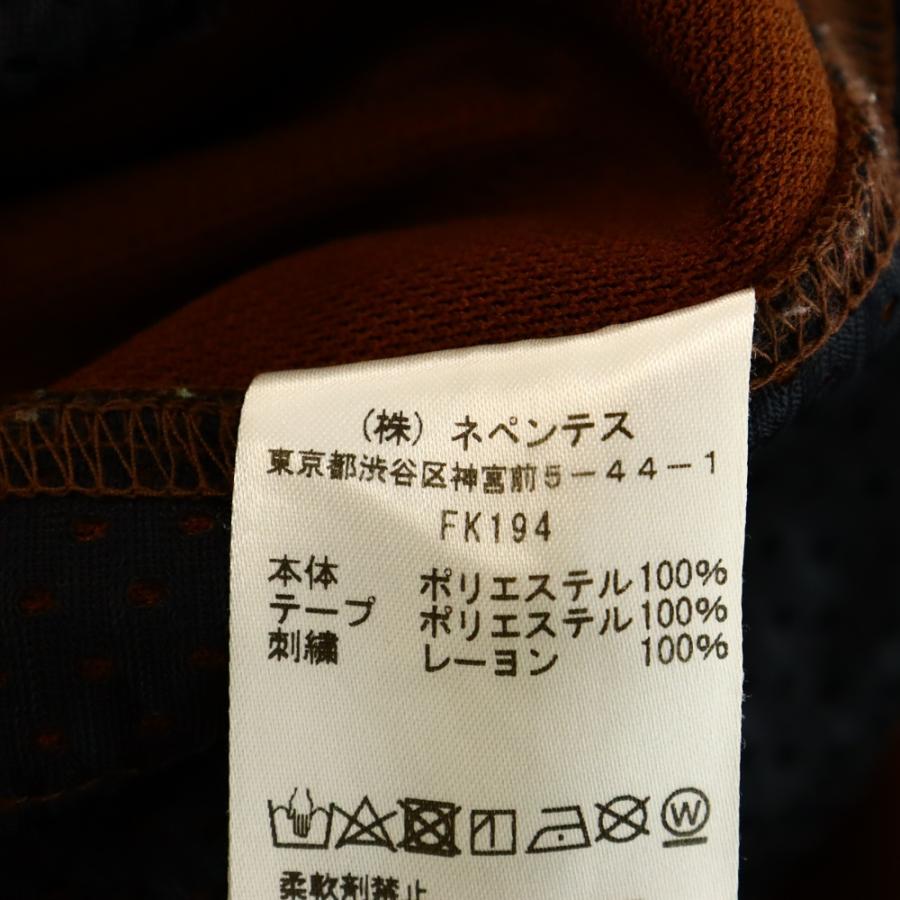 （株）ネペンテス
東京都渋谷区神宮前5−44−1
FK194
本体 ポリエステル100%
テープ ポリエステル100%
刺繍 レーヨン 100%
W
柔軟剤禁止